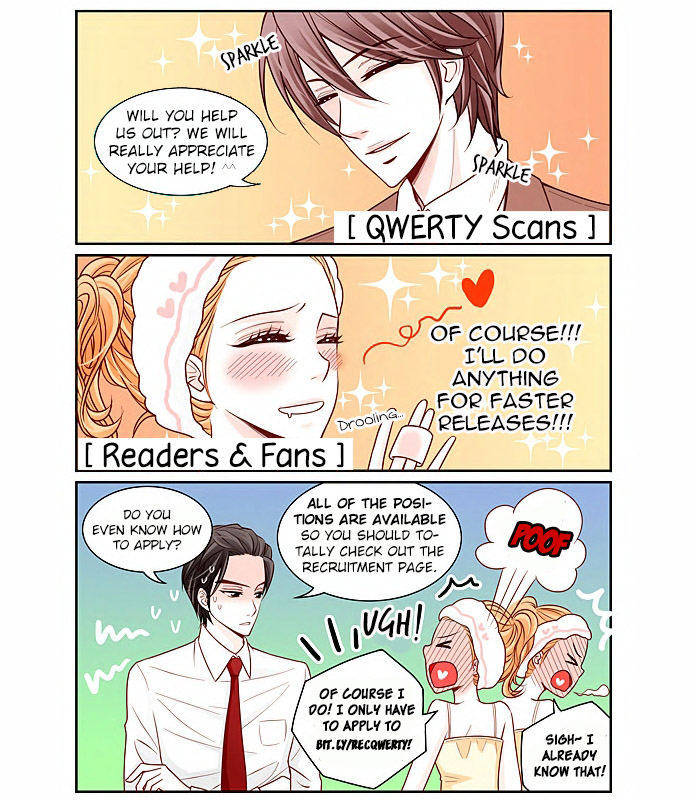 SPARKLE
WILL YOU HELP
US OUT? WE WILL
REALLY APPRECIATE
YOUR HELP! ^^
SPARKLE
[ QWERTY Scans ]
OF COURSE!!!
I'LL DO
ANYTHING
FOR FASTER
RELEASES!!!
Drooling...
[ Readers & Fans ]
DO YOU
EVEN KNOW HOW
TO APPLY?
ALL OF THE POSI-
TIONS ARE AVAILABLE
SO YOU SHOULD TO-
TALLY CHECK OUT THE
RECRUITMENT PAGE.
POOF
UGH!
OF COURSE I
DO! I ONLY HAVE
TO APPLY TO
BIT.LY/RECQWERTY!
SIGH~ I
ALREADY
KNOW THAT!